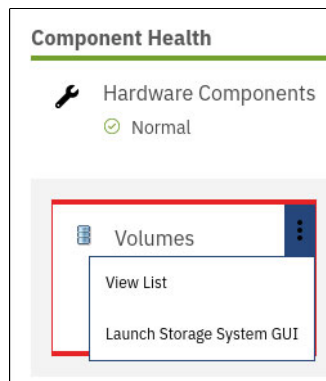 Component Health
Hardware Components
Normal
Volumes
View List
Launch Storage System GUI